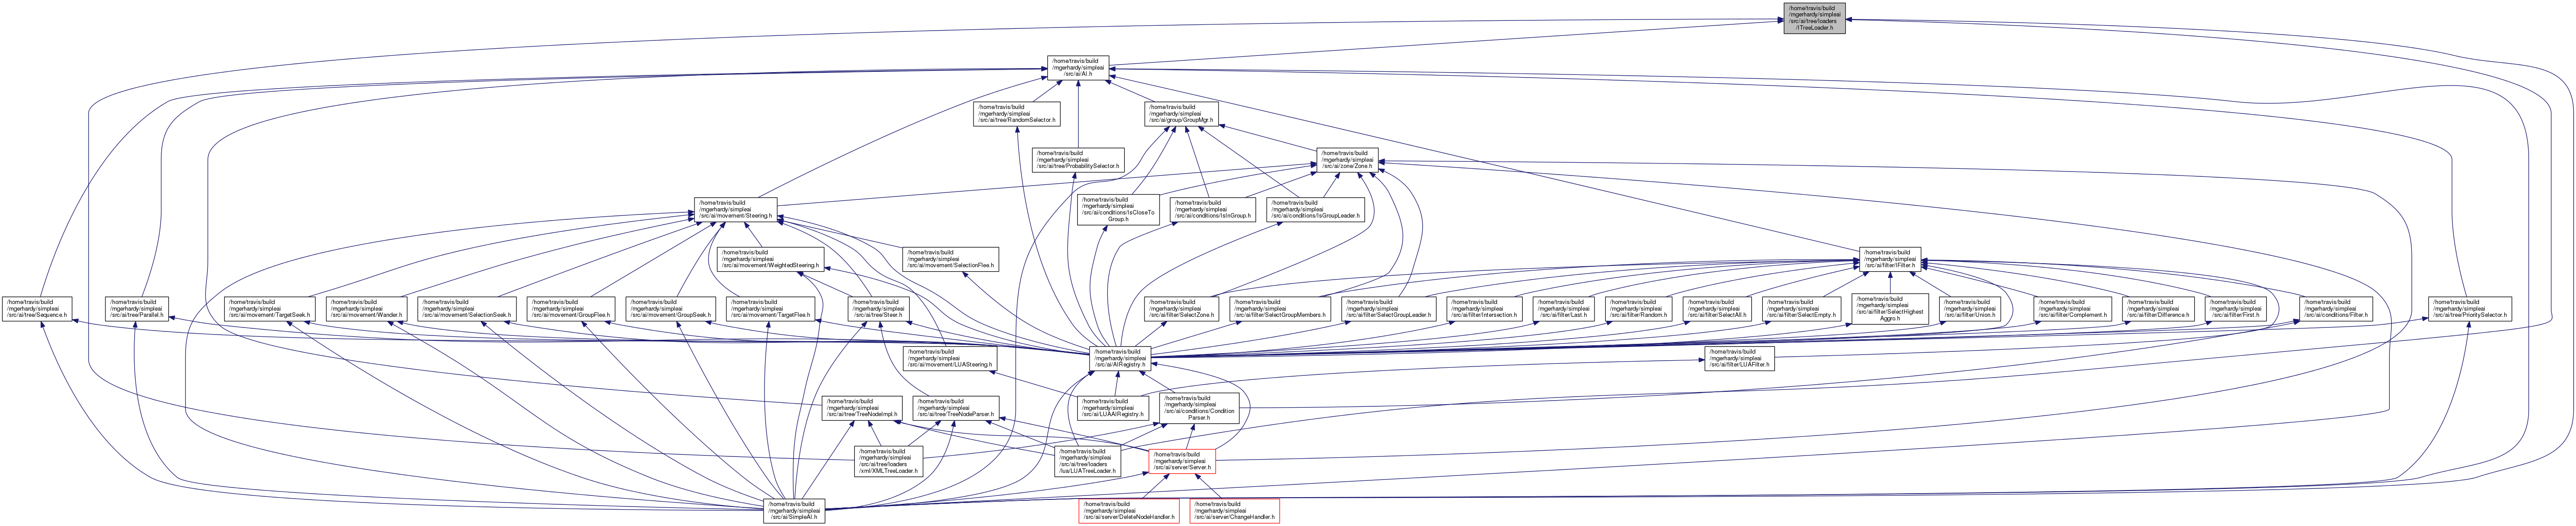 /home/travis/build
/mgerhardy/simpleai
/src/ai/tree/loaders
/ITreeLoader.h
/home/travis/build
/mgerhardy/simpleai
/src/ai/AI.h
/home/travis/build
/mgerhardy/simpleai
/src/ai/tree/RandomSelector.h
/home/travis/build
/mgerhardy/simpleai
/src/ai/group/GroupMgr.h
/home/travis/build
/mgerhardy/simpleai
/src/ai/tree/ProbabilitySelector.h
/home/travis/build
/mgerhardy/simpleai
/src/ai/zone/Zone.h
/home/travis/build
/mgerhardy/simpleai
/src/ai/movement/Steering.h
/home/travis/build
/mgerhardy/simpleai
/src/ai/conditions/IsCloseTo
Group.h
/home/travis/build
/mgerhardy/simpleai
/src/ai/conditions/IsInGroup.h
/home/travis/build
/mgerhardy/simpleai
/src/ai/conditions/IsGroupLeader.h
/home/travis/build
/mgerhardy/simpleai
/src/ai/movement/WeightedSteering.h
/home/travis/build
/mgerhardy/simpleai
/src/ai/movement/SelectionFlee.h
/home/travis/build
/mgerhardy/simpleai
/src/ai/filter/IFilter.h
/home/travis/build
/mgerhardy/simpleai
/src/ai/tree/Sequence.h
/home/travis/build
/mgerhardy/simpleai
/src/ai/tree/Parallel.h
/home/travis/build
/mgerhardy/simpleai
/src/ai/movement/TargetSeek.h
/home/travis/build
/mgerhardy/simpleai
/src/ai/movement/Wander.h
/home/travis/build
/mgerhardy/simpleai
/src/ai/movement/SelectionSeek.h
/home/travis/build
/mgerhardy/simpleai
/src/ai/movement/GroupFlee.h
/home/travis/build
/mgerhardy/simpleai
/src/ai/movement/GroupSeek.h
/home/travis/build
/mgerhardy/simpleai
/src/ai/movement/TargetFlee.h
/home/travis/build
/mgerhardy/simpleai
/src/ai/tree/Steer.h
/home/travis/build
/mgerhardy/simpleai
/src/ai/filter/SelectZone.h
/home/travis/build
/mgerhardy/simpleai
/src/ai/filter/SelectGroupMembers.h
/home/travis/build
/mgerhardy/simpleai
/src/ai/filter/SelectGroupLeader.h
/home/travis/build
/mgerhardy/simpleai
/src/ai/filter/Intersection.h
/home/travis/build
/mgerhardy/simpleai
/src/ai/filter/Last.h
/home/travis/build
/mgerhardy/simpleai
/src/ai/filter/Random.h
/home/travis/build
/mgerhardy/simpleai
/src/ai/filter/SelectAll.h
/home/travis/build
/mgerhardy/simpleai
/src/ai/filter/SelectEmpty.h
/home/travis/build
/mgerhardy/simpleai
/src/ai/filter/SelectHighest
Aggro.h
/home/travis/build
/mgerhardy/simpleai
/src/ai/filter/Union.h
/home/travis/build
/mgerhardy/simpleai
/src/ai/filter/Complement.h
/home/travis/build
/mgerhardy/simpleai
/src/ai/filter/Difference.h
/home/travis/build
/mgerhardy/simpleai
/src/ai/filter/First.h
/home/travis/build
/mgerhardy/simpleai
/src/ai/conditions/Filter.h
/home/travis/build
/mgerhardy/simpleai
/src/ai/tree/PrioritySelector.h
/home/travis/build
/mgerhardy/simpleai
/src/ai/movement/LUASteering.h
/home/travis/build
/mgerhardy/simpleai
/src/ai/AIRegistry.h
/home/travis/build
/mgerhardy/simpleai
/src/ai/filter/LUAFilter.h
/home/travis/build
/mgerhardy/simpleai
/src/ai/tree/TreeNodeImpl.h
/home/travis/build
/mgerhardy/simpleai
/src/ai/tree/TreeNodeParser.h
/home/travis/build
/mgerhardy/simpleai
/src/ai/LUAAIRegistry.h
/home/travis/build
/mgerhardy/simpleai
/src/ai/conditions/Condition
Parser.h
/home/travis/build
/mgerhardy/simpleai
/src/ai/tree/loaders
/xml/XMLTreeLoader.h
/home/travis/build
/mgerhardy/simpleai
/src/ai/tree/loaders
/lua/LUATreeLoader.h
/home/travis/build
/mgerhardy/simpleai
/src/ai/server/Server.h
/home/travis/build
/mgerhardy/simpleai
/src/ai/SimpleAI.h
/home/travis/build
/mgerhardy/simpleai
/src/ai/server/DeleteNodeHandler.h
/home/travis/build
/mgerhardy/simpleai
/src/ai/server/ChangeHandler.h